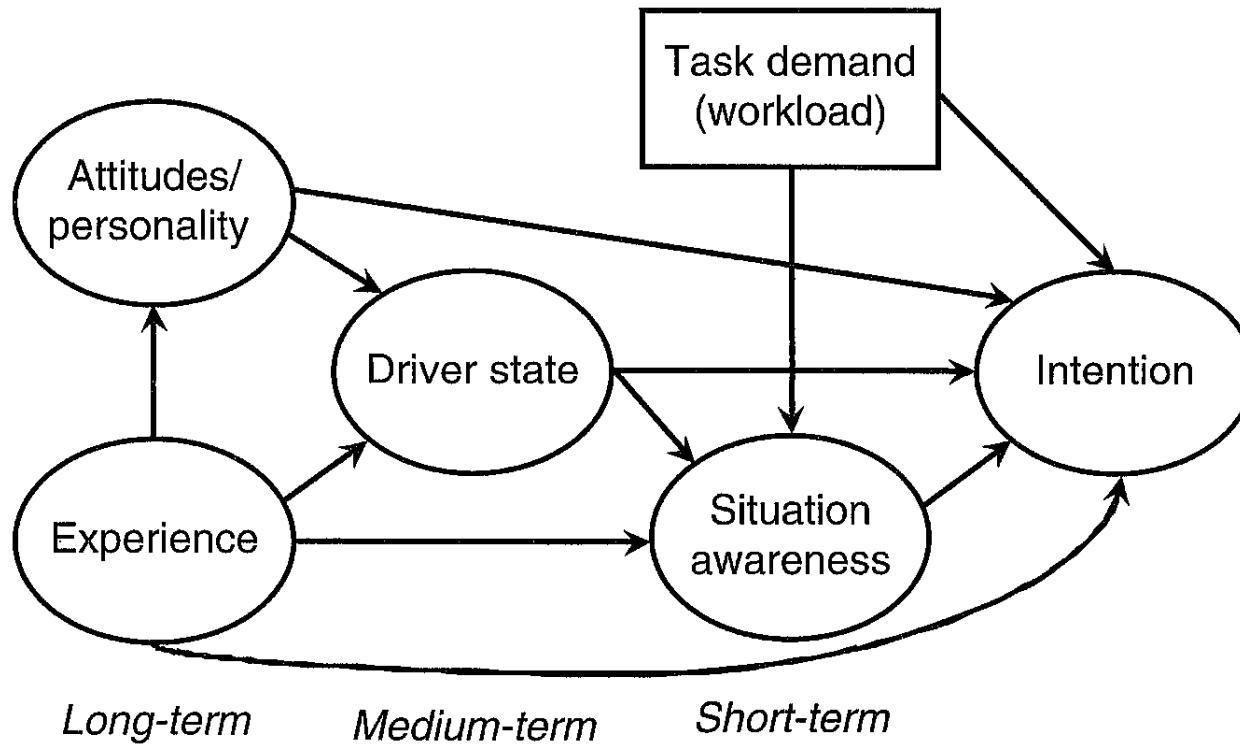 Task demand
(workload)
Attitudes/
personality
Driver state
Intention
Experience
Situation
awareness
Long-term
Medium-term
Short-term